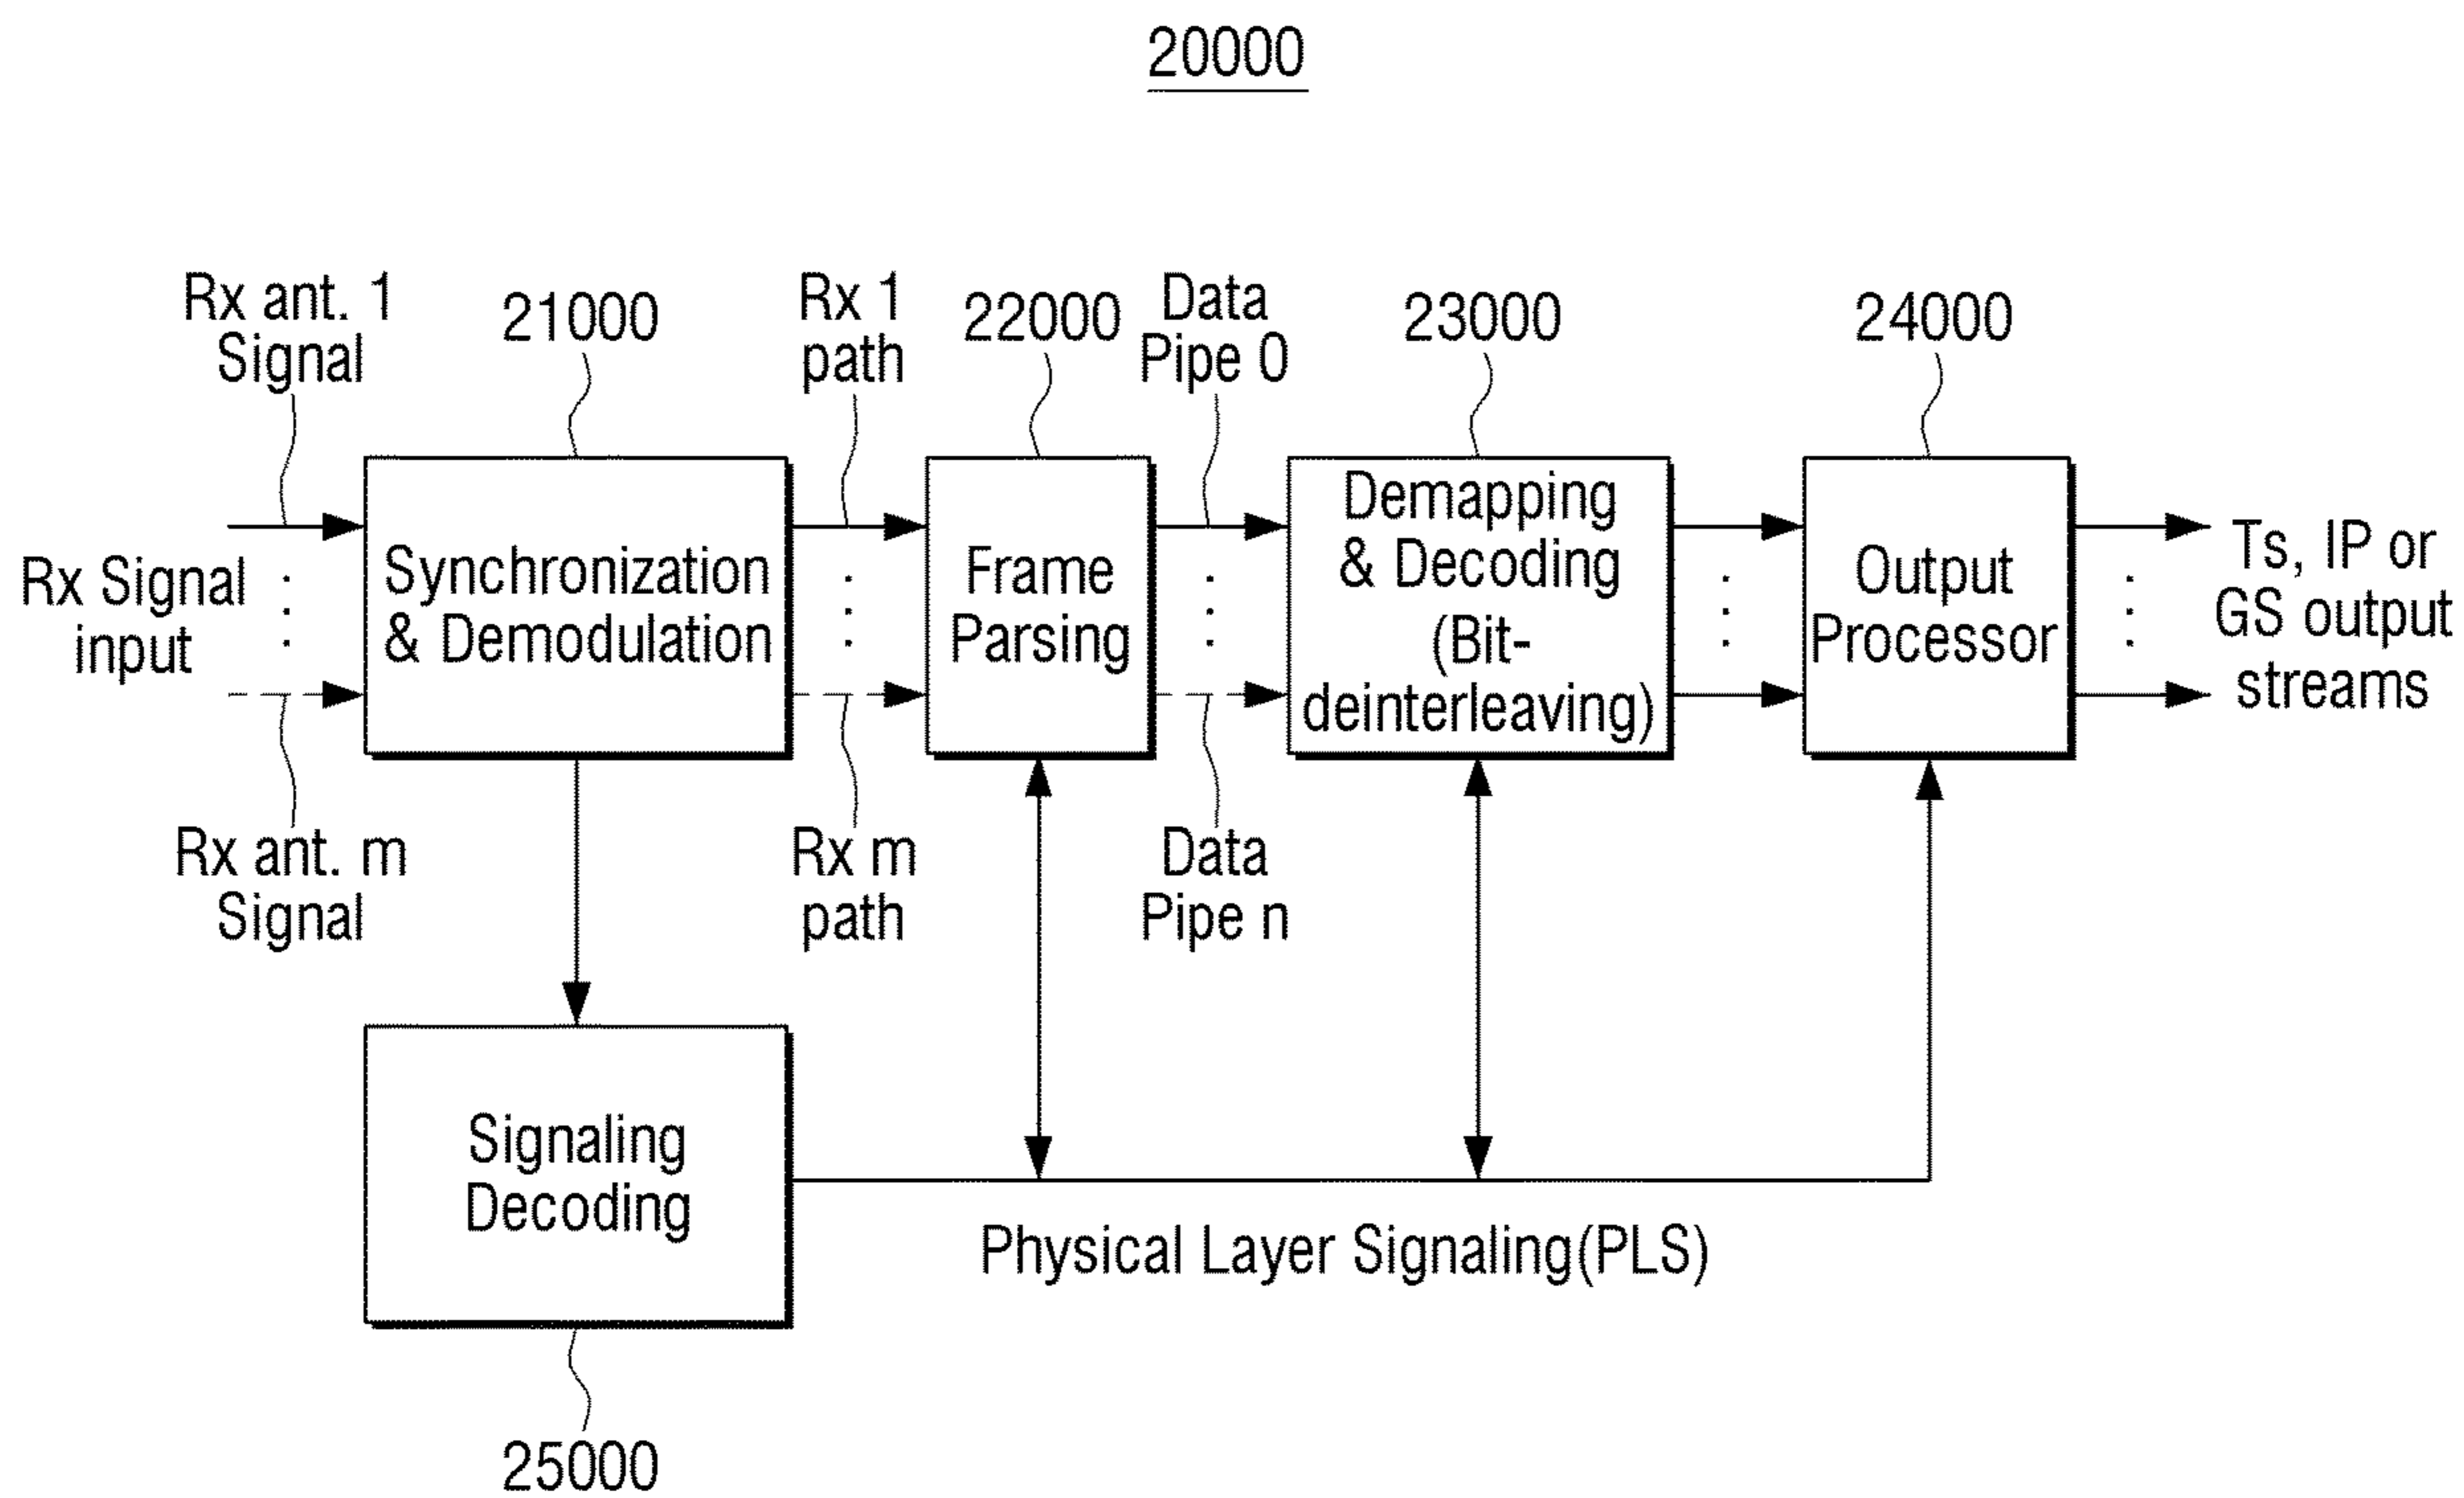 20000
Rx ant. 1
Signal
21000
Rx 1
path
22000
Data
Pipe 0
23000
24000
Rx Signal
input
Synchronization
& Demodulation
Frame
Parsing
Demapping
& Decoding
(Bit-
deinterleaving)
Output
Processor
Ts, IP or
GS output
streams
Rx ant. m
Signal
Rx m
path
Data
Pipe n
Signaling
Decoding
Physical Layer Signaling(PLS)
25000